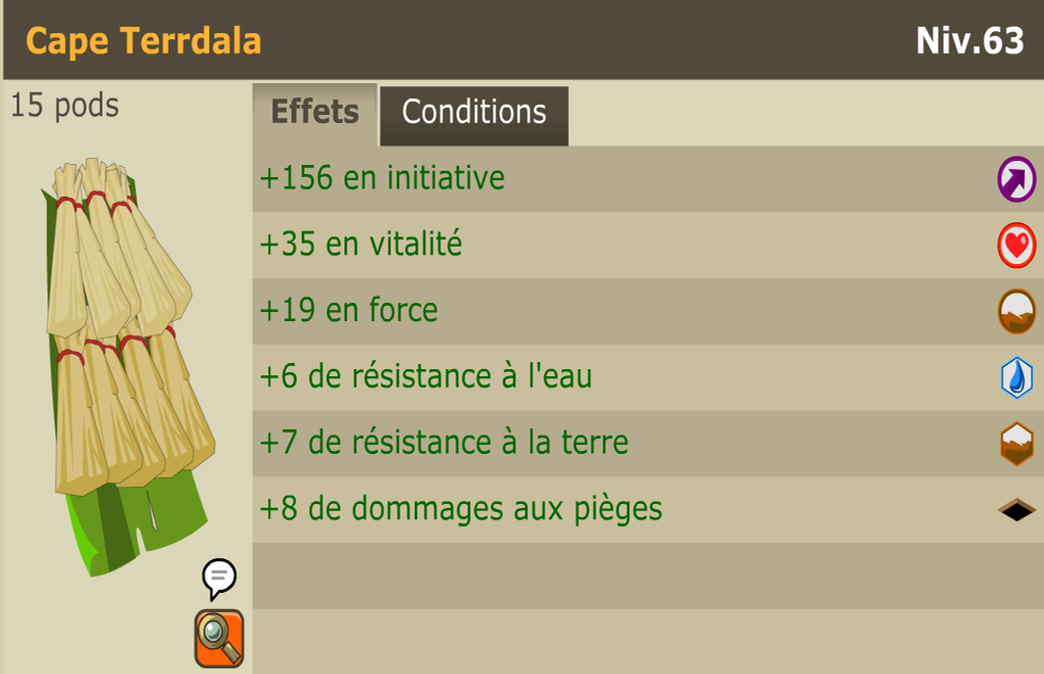 Cape Terrdala
Niv.63
15 pods
Effets
Conditions
+156 en initiative
+35 en vitalité
+19 en force
+6 de résistance à l'eau
+7 de résistance à la terre
+8 de dommages aux pièges